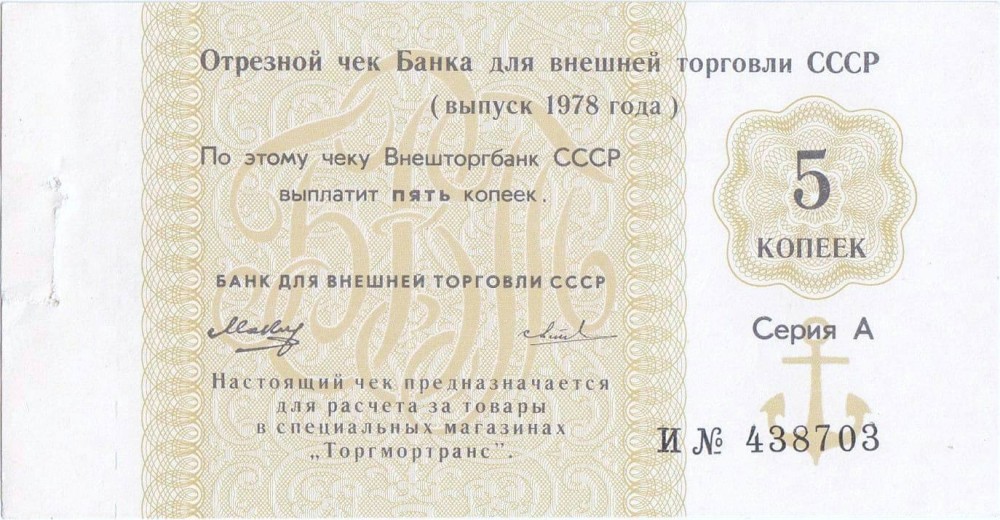 Отрезной чек Банка для внешней торговли СССР
(выпуск 1978 года)
По этому чеку Внешторгбанк СССР
выплатит пять копеек.
5
КОПЕЕК
БАНК ДЛЯ ВНЕШНЕЙ ТОРГОВЛИ СССР
Серия А
Настоящий чек предназначается
для расчета за товары
в специальных магазинах
„Торгмортранс".
И № 438703